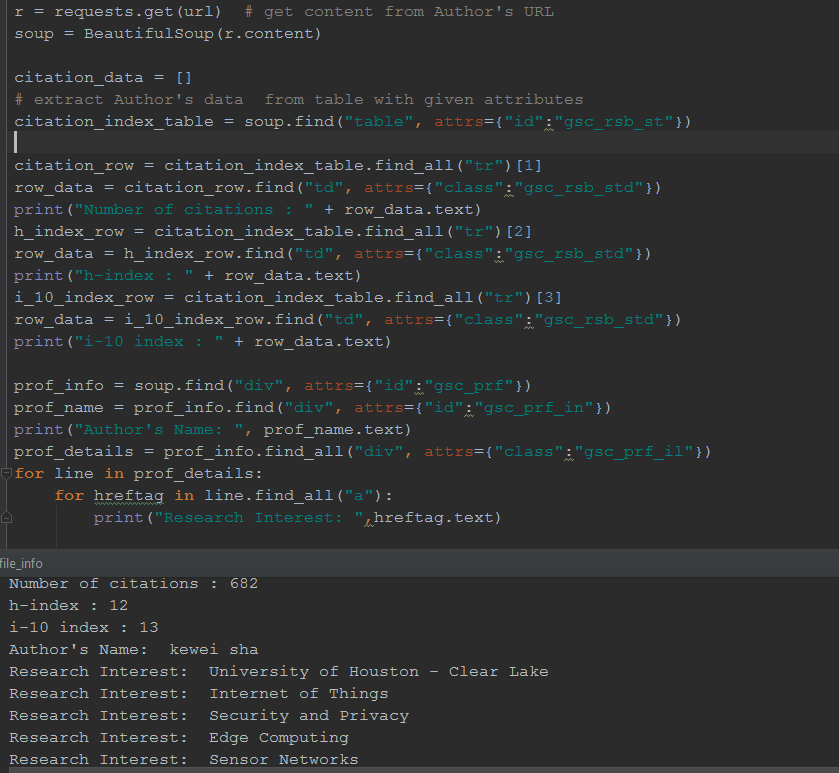 r = requests.get(url)  # get content from Author's URL
soup = BeautifulSoup(r.content)
citation_data = []
# extract Author's data  from table with given attributes
citation_index_table = soup.find("table", attrs={"id":"gsc_rsb_st"})
citation_row = citation_index_table.find_all("tr")[1]
row_data = citation_row.find("td", attrs={"class":"gsc_rsb_std"})
print("Number of citations : " + row_data.text)
h_index_row = citation_index_table.find_all("tr")[2]
row_data = h_index_row.find("td", attrs={"class":"gsc_rsb_std"})
print("h-index : " + row_data.text)
i_10_index_row = citation_index_table.find_all("tr")[3]
row_data = i_10_index_row.find("td", attrs={"class":"gsc_rsb_std"})
print("i-10 index : " + row_data.text)
prof_info = soup.find("div", attrs={"id":"gsc_prf"})
prof_name = prof_info.find("div", attrs={"id":"gsc_prf_in"})
print("Author's Name: ", prof_name.text)
prof_details = prof_info.find_all("div", attrs={"class":"gsc_prf_il"})
for line in prof_details:
    for hreftag in line.find_all("a"):
        print("Research Interest: ",hreftag.text)
file_info
Number of citations : 682
h-index : 12
i-10 index : 13
Author's Name:  kewei sha
Research Interest:  University of Houston - Clear Lake
Research Interest:  Internet of Things
Research Interest:  Security and Privacy
Research Interest:  Edge Computing
Research Interest:  Sensor Networks